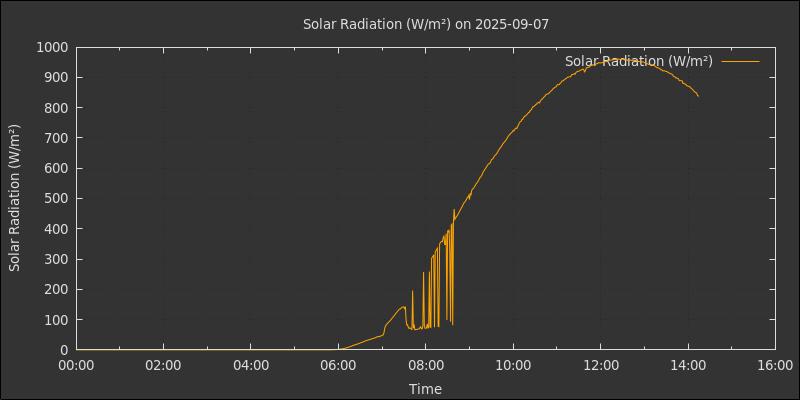 Solar Radiation (W/m²) on 2025-09-07
Solar Radiation (W/m²)
Solar Radiation (W/m²)
1000
900
800
700
600
500
400
300
200
100
0
00:00 02:00 04:00 06:00 08:00 10:00 12:00 14:00 16:00
Time